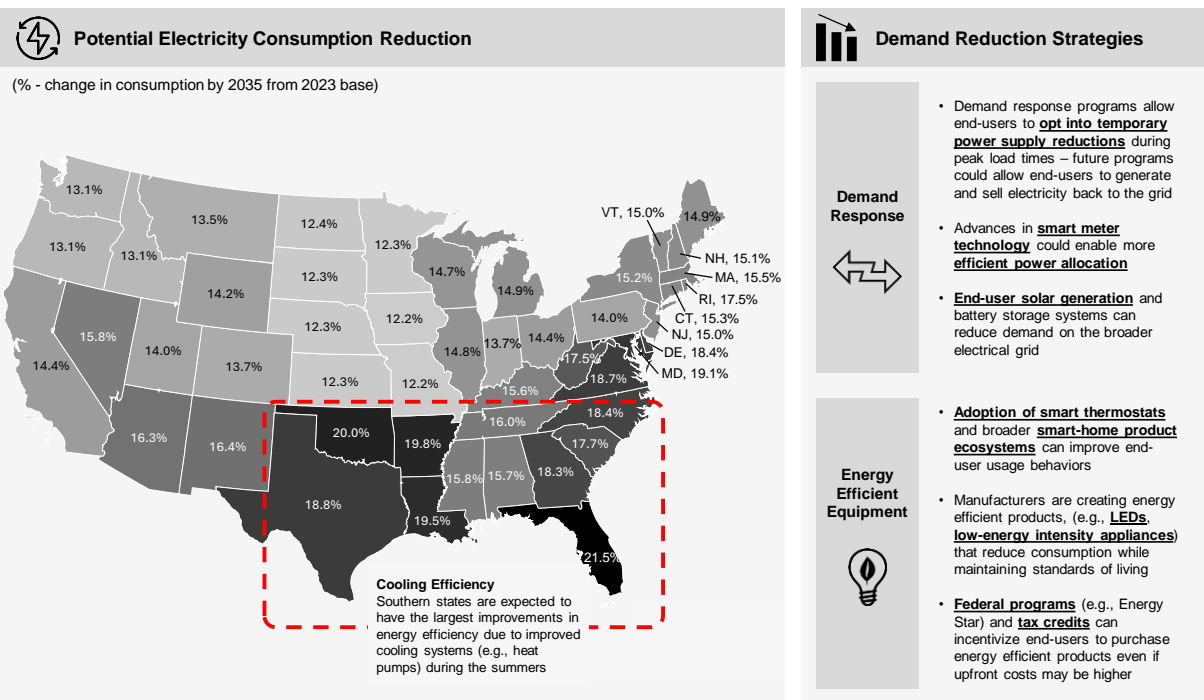 Potential Electricity Consumption Reduction
(% - change in consumption by 2035 from 2023 base)
13.1%
13.1%
13.1%
13.5%
14.2%
15.8%
14.4%
14.0%
13.7%
16.3%
16.4%
12.4%
12.3%
12.3%
12.3%
12.3%
12.2%
12.2%
14.7%
14.9%
14.8%
13.7%
14.4%
15.6%
17.5%
18.7%
14.0%
15.2%
14.9%
VT, 15.0%
NH, 15.1%
MA, 15.5%
RI, 17.5%
CT, 15.3%
NJ, 15.0%
DE, 18.4%
MD, 19.1%
20.0%
19.8%
16.0%
18.4%
17.7%
18.3%
15.8%
15.7%
18.8%
19.5%
21.5%
Cooling Efficiency
Southern states are expected to
have the largest improvements in
energy efficiency due to improved
cooling systems (e.g., heat
pumps) during the summers
Demand Reduction Strategies
Demand
Response
• Demand response programs allow
end-users to opt into temporary
power supply reductions during
peak load times – future programs
could allow end-users to generate
and sell electricity back to the grid
• Advances in smart meter
technology could enable more
efficient power allocation
• End-user solar generation and
battery storage systems can
reduce demand on the broader
electrical grid
Energy
Efficient
Equipment
• Adoption of smart thermostats
and broader smart-home product
ecosystems can improve end-
user usage behaviors
• Manufacturers are creating energy
efficient products, (e.g., LEDs,
low-energy intensity appliances)
that reduce consumption while
maintaining standards of living
• Federal programs (e.g., Energy
Star) and tax credits can
incentivize end-users to purchase
energy efficient products even if
upfront costs may be higher